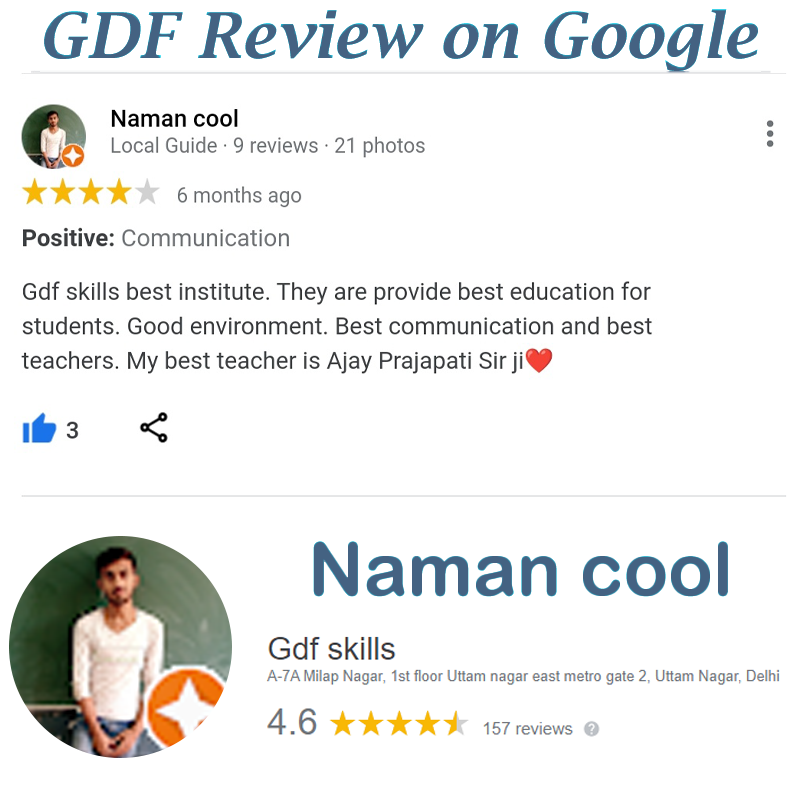 GDF Review on Google
Naman cool
Local Guide · 9 reviews · 21 photos
6 months ago
Positive: Communication
Gdf skills best institute. They are provide best education for
students. Good environment. Best communication and best
teachers. My best teacher is Ajay Prajapati Sir ji❤️
3
Naman cool
Gdf skills
A-7A Milap Nagar, 1st floor Uttam nagar east metro gate 2, Uttam Nagar, Delhi
4.6 157 reviews ?